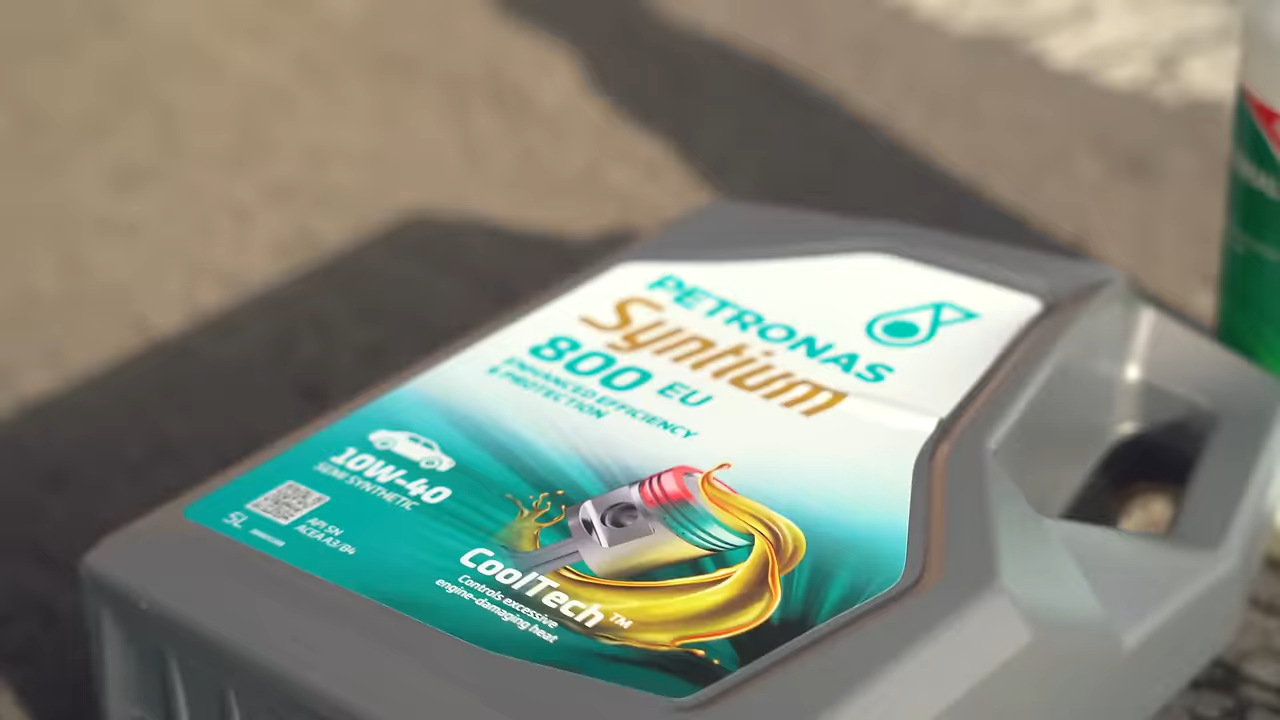 PETRONAS
Syntium
800 EU
ENHANCED EFFICIENCY
& PROTECTION
10W-40
SEMI SYNTHETIC
API SN
ACEA A3/B4
5L
CoolTech™
Controls excessive
engine-damaging heat